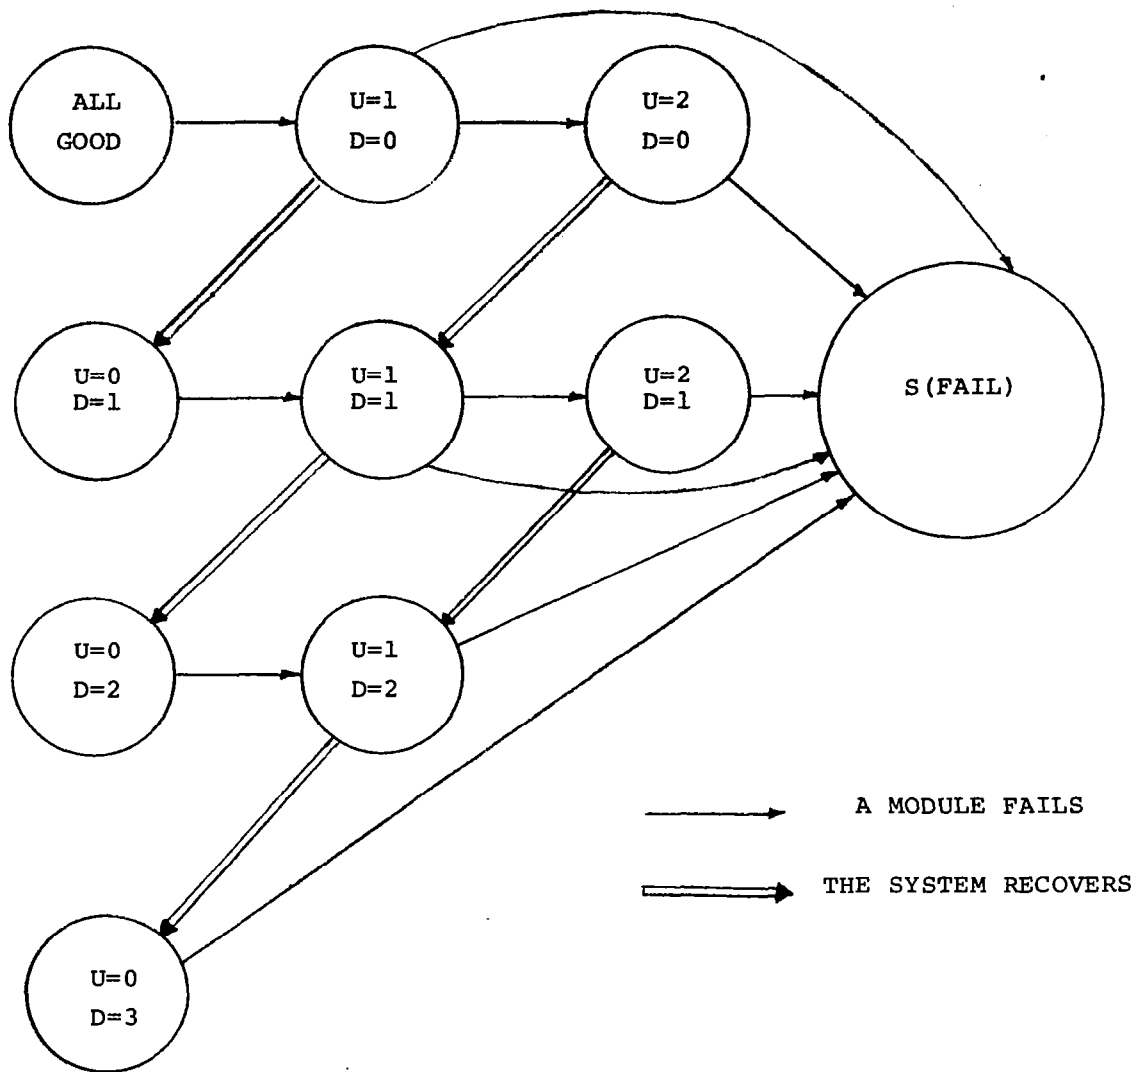 ALL
GOOD
U=1
D=0
U=2
D=0
U=0
D=1
U=1
D=1
U=2
D=1
S(FAIL)
U=0
D=2
U=1
D=2
A MODULE FAILS
THE SYSTEM RECOVERS
U=0
D=3